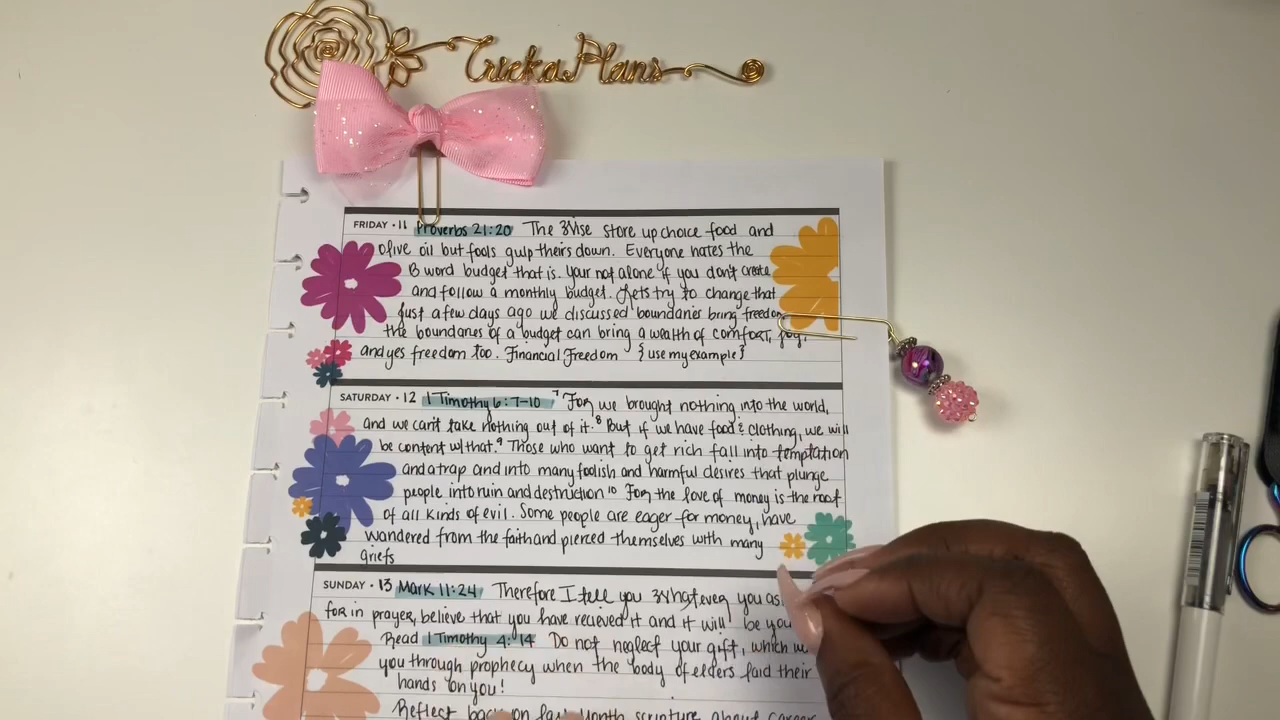 TrickaPlans
FRIDAY · 11 Proverbs 21:20 The Wise store up choice food and
olive oil but fools gulp theirs down. Everyone hates the
B word budget that is. Your not alone if you don't create
and follow a monthly budget. Lets try to change that
just a few days ago we discussed boundaries bring freedom
the boundaries of a budget can bring a wealth of comfort, joy,
and yes freedom too. Financial Freedom {use my example}
SATURDAY · 12 1 Timothy 6:7-10 7 For we brought nothing into the world,
and we can't take nothing out of it. 8 But if we have food & clothing, we will
be content w/that. 9 Those who want to get rich fall into temptation
and a trap and into many foolish and harmful desires that plunge
people into ruin and destruction 10 For the love of money is the root
of all kinds of evil. Some people are eager for money, have
wandered from the faith and pierced themselves with many
griefs
SUNDAY · 13 Mark 11:24 Therefore I tell you whatever you as
for in prayer, believe that you have recieved it and it will be you
Read 1 Timothy 4:14 Do not neglect your gift, which w
you through prophecy when the body of elders laid their
hands on you!
Reflect back on last month scripture about career